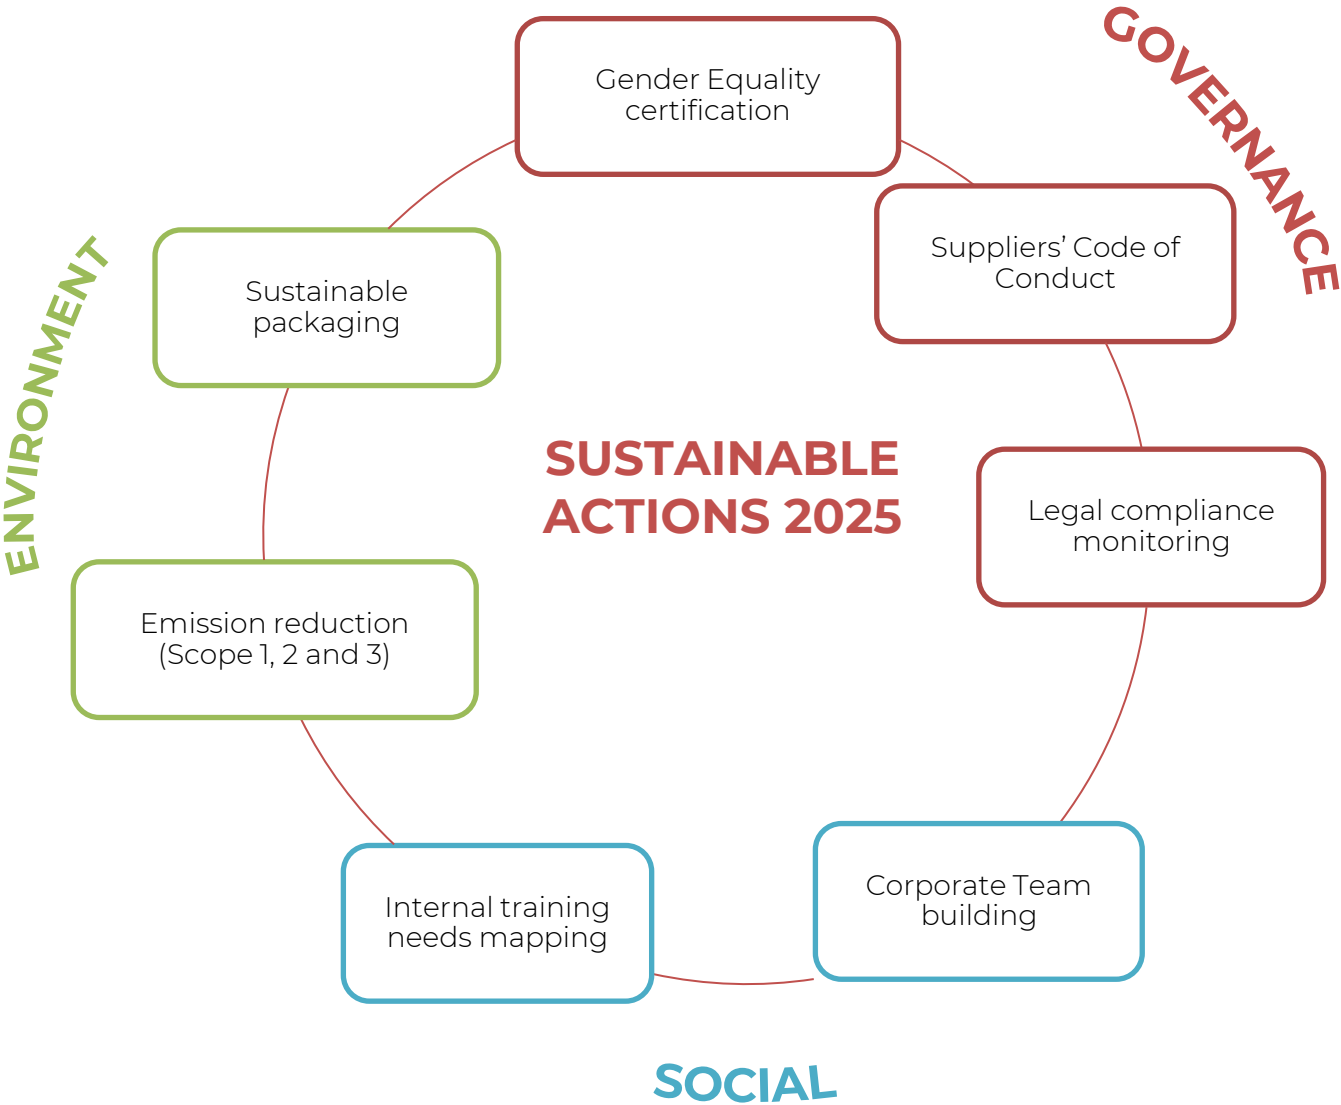 GOVERNANCE
Gender Equality
certification
Suppliers’ Code of
Conduct
ENVIRONMENT
Sustainable
packaging
SUSTAINABLE
ACTIONS 2025
Legal compliance
monitoring
Emission reduction
(Scope 1, 2 and 3)
Corporate Team
building
Internal training
needs mapping
SOCIAL